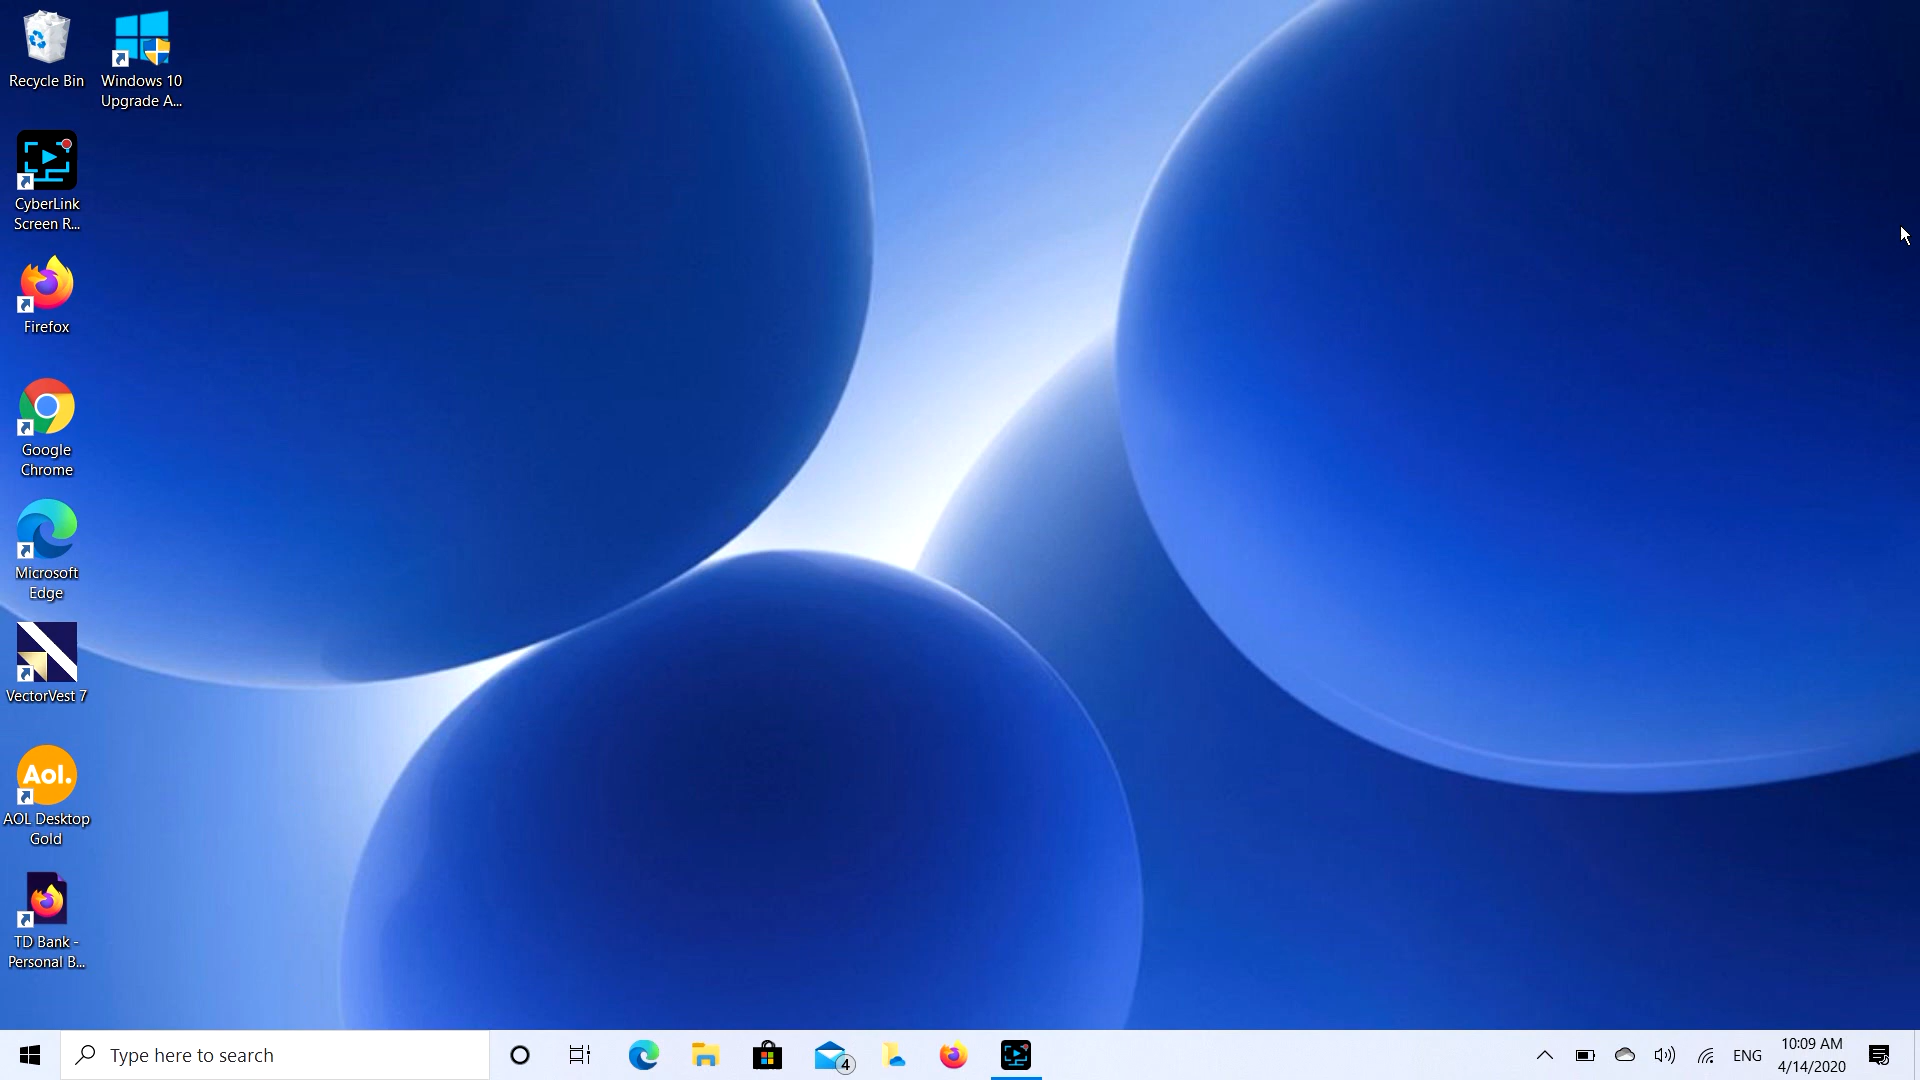 Recycle Bin
Windows 10
Upgrade A...
CyberLink
Screen R...
Firefox
Google
Chrome
Microsoft
Edge
VectorVest 7
Aol.
AOL Desktop
Gold
TD Bank -
Personal B...
Type here to search
4
ENG
10:09 AM
4/14/2020